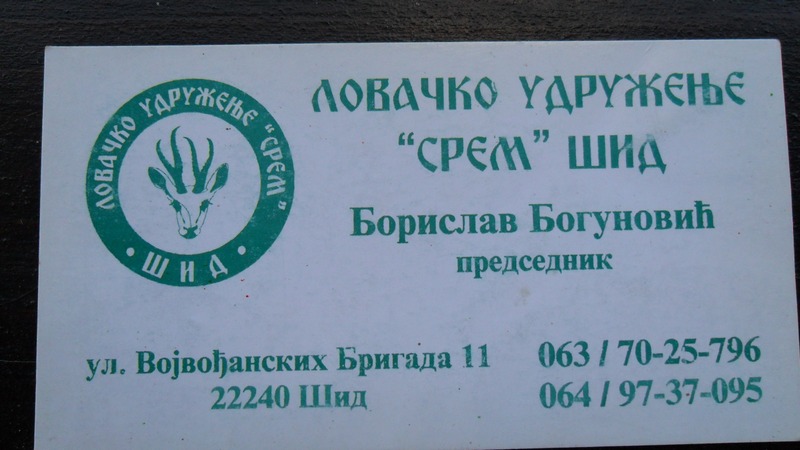 ЛОВАЧКО УДРУЖЕЊЕ "СРЕМ"
• ШИД •
ЛОВАЧКО УДРУЖЕЊЕ
“СРЕМ” ШИД
Борислав Богуновић
председник
ул. Војвођанских Бригада 11
22240 Шид
063 / 70-25-796
064 / 97-37-095